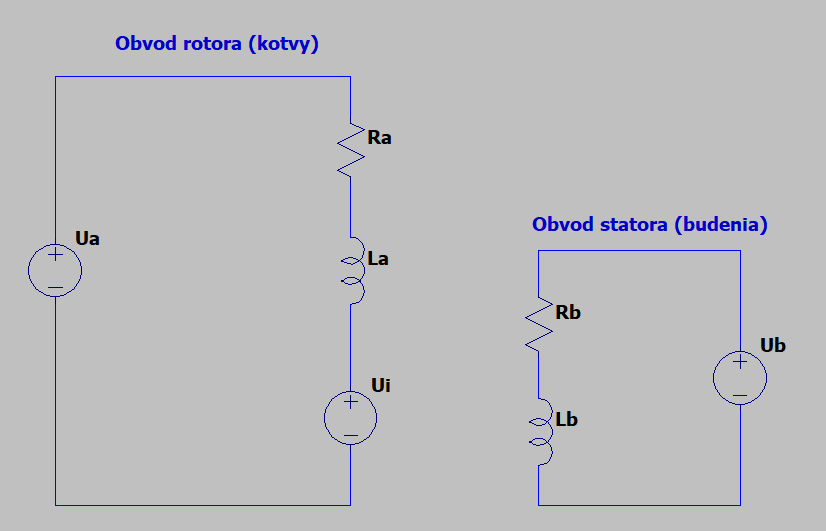 Obvod rotora (kotvy)
Ra
Ua
La
Ui
Obvod statora (budenia)
Rb
Ub
Lb